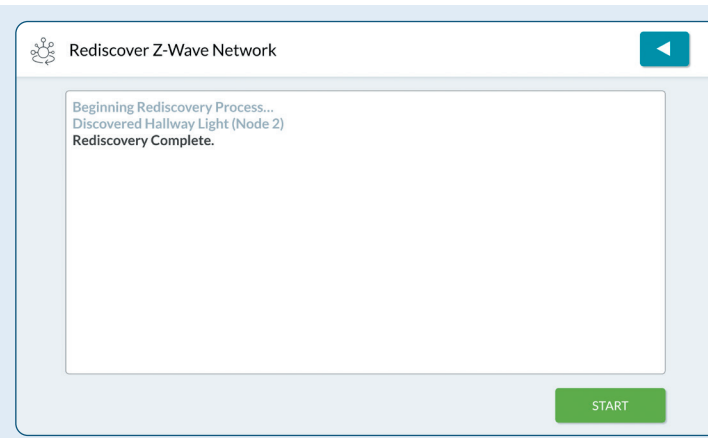 Rediscover Z-Wave Network
Beginning Rediscovery Process...
Discovered Hallway Light (Node 2)
Rediscovery Complete.
START